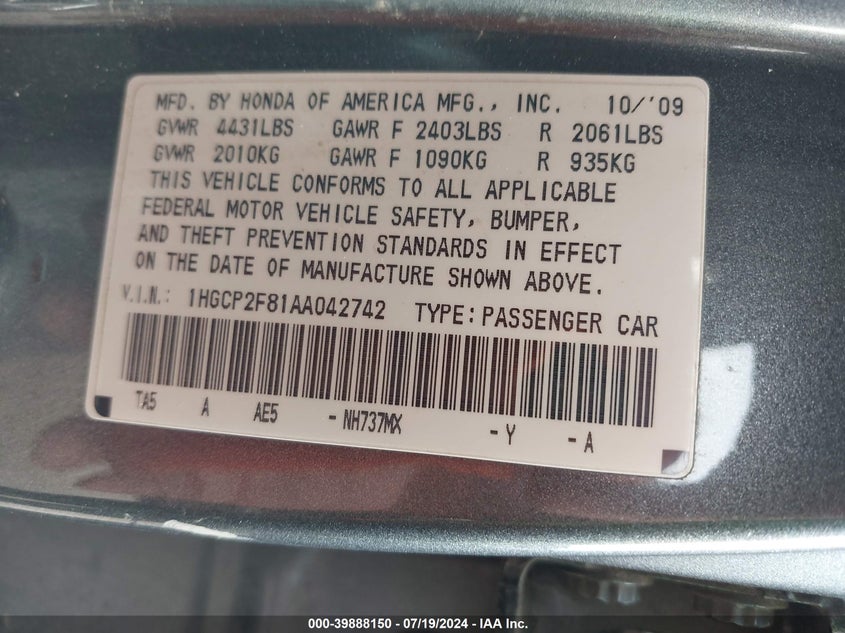 MFD. BY HONDA OF AMERICA MFG., INC. 10/'09
GVWR 4431LBS GAWR F 2403LBS R 2061LBS
GVWR 2010KG GAWR F 1090KG R 935KG
THIS VEHICLE CONFORMS TO ALL APPLICABLE
FEDERAL MOTOR VEHICLE SAFETY, BUMPER,
AND THEFT PREVENTION STANDARDS IN EFFECT
ON THE DATE OF MANUFACTURE SHOWN ABOVE.
V.I.N.: 1HGCP2F81AA042742 TYPE: PASSENGER CAR
TA5 A AE5 - NH737MX - Y - A
000-39888150 - 07/19/2024 - IAA Inc.